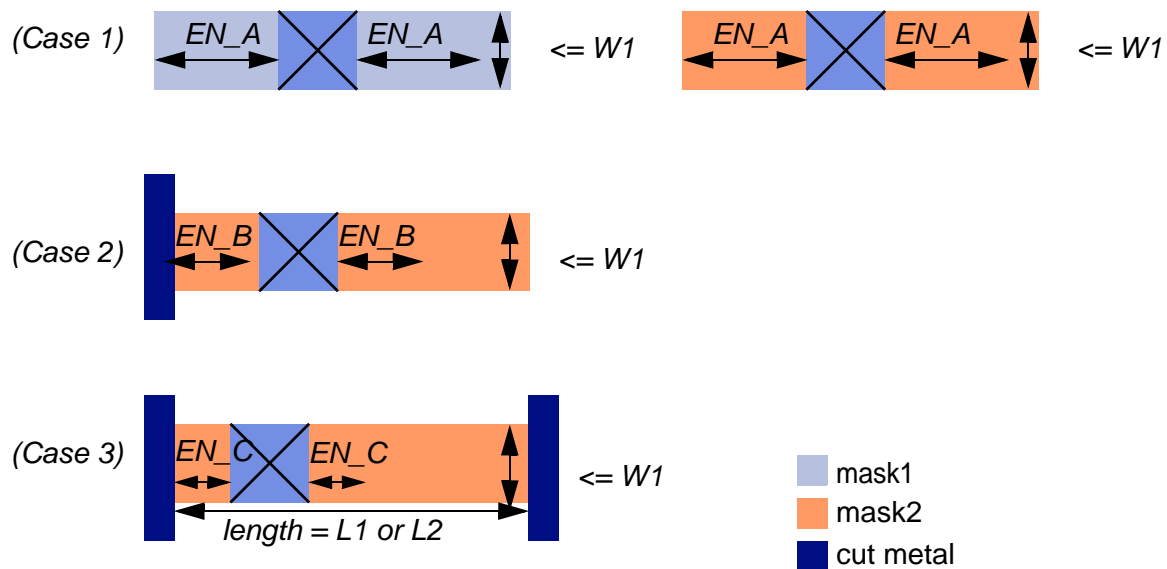 (Case 1) EN_A EN_A <= W1 EN_A EN_A <= W1
(Case 2) EN_B EN_B <= W1
(Case 3) EN_C EN_C <= W1
length = L1 or L2
mask1
mask2
cut metal